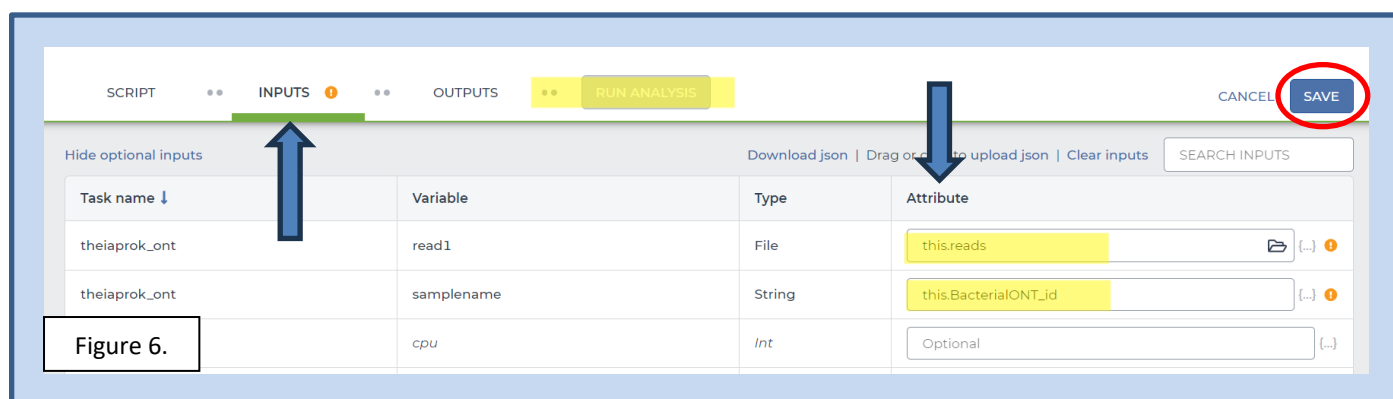 SCRIPT INPUTS ! OUTPUTS RUN ANALYSIS CANCEL SAVE
Hide optional inputs Download json | Drag or to upload json | Clear inputs SEARCH INPUTS
Task name ↓ Variable Type Attribute
theiaprok_ont read1 File this.reads {...} !
theiaprok_ont samplename String this.BacterialONT_id {...} !
Figure 6. cpu Int Optional {...}